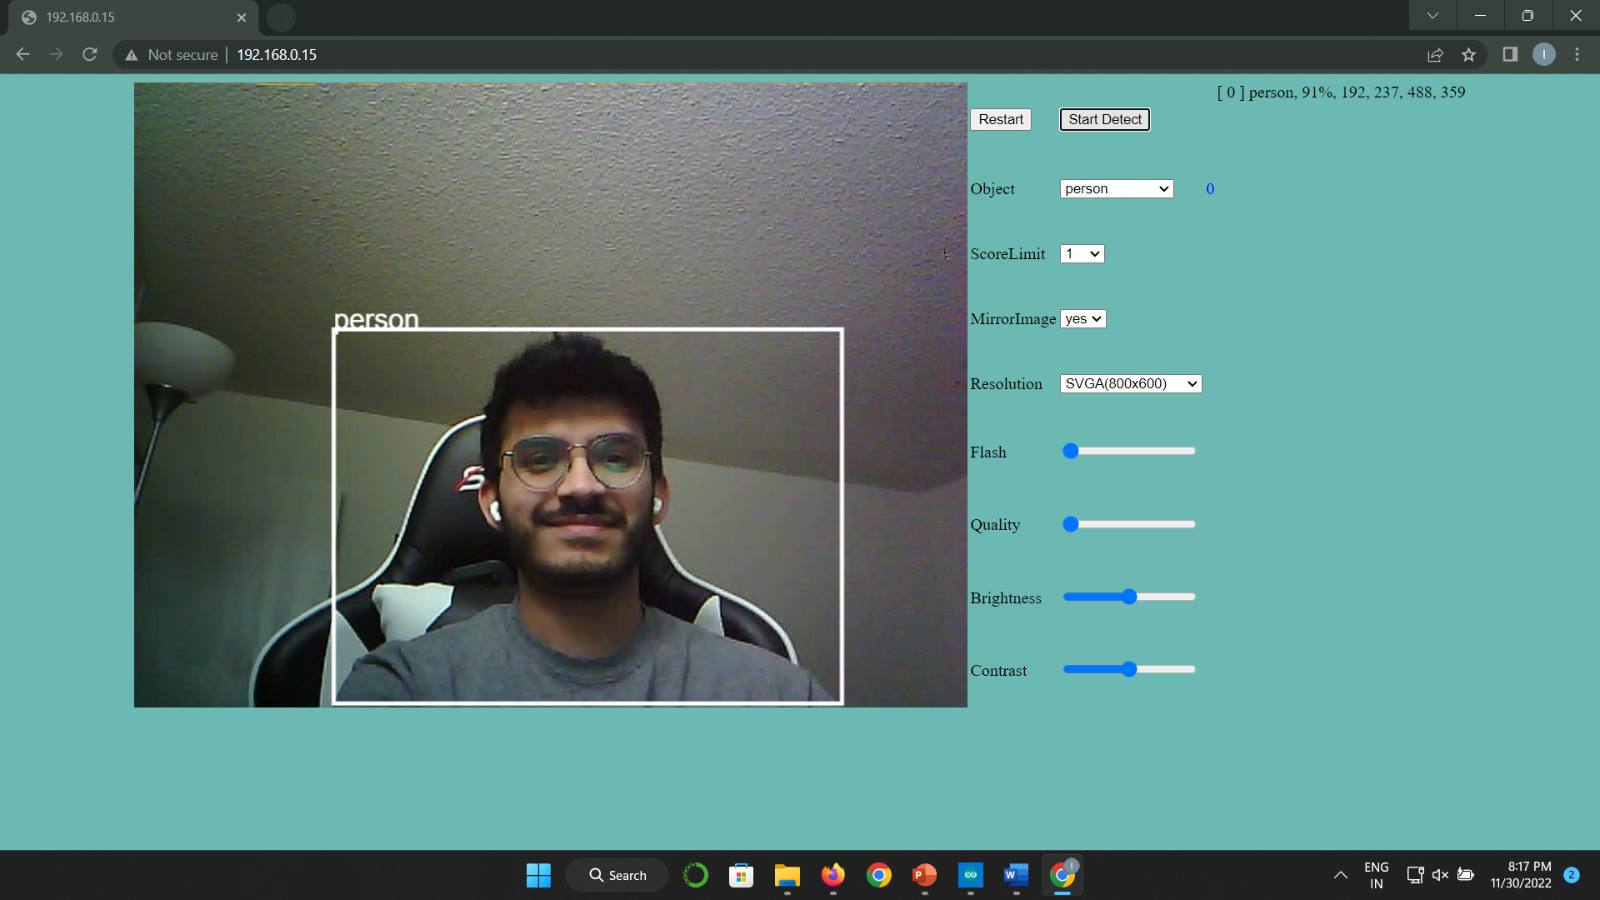 192.168.0.15
Not secure | 192.168.0.15
I
[ 0 ] person, 91%, 192, 237, 488, 359
Restart
Start Detect
Object
person
0
ScoreLimit
1
MirrorImage
yes
Resolution
SVGA(800x600)
Flash
Quality
Brightness
Contrast
person
Search
P
W
I
ENG
IN
8:17 PM
11/30/2022
2